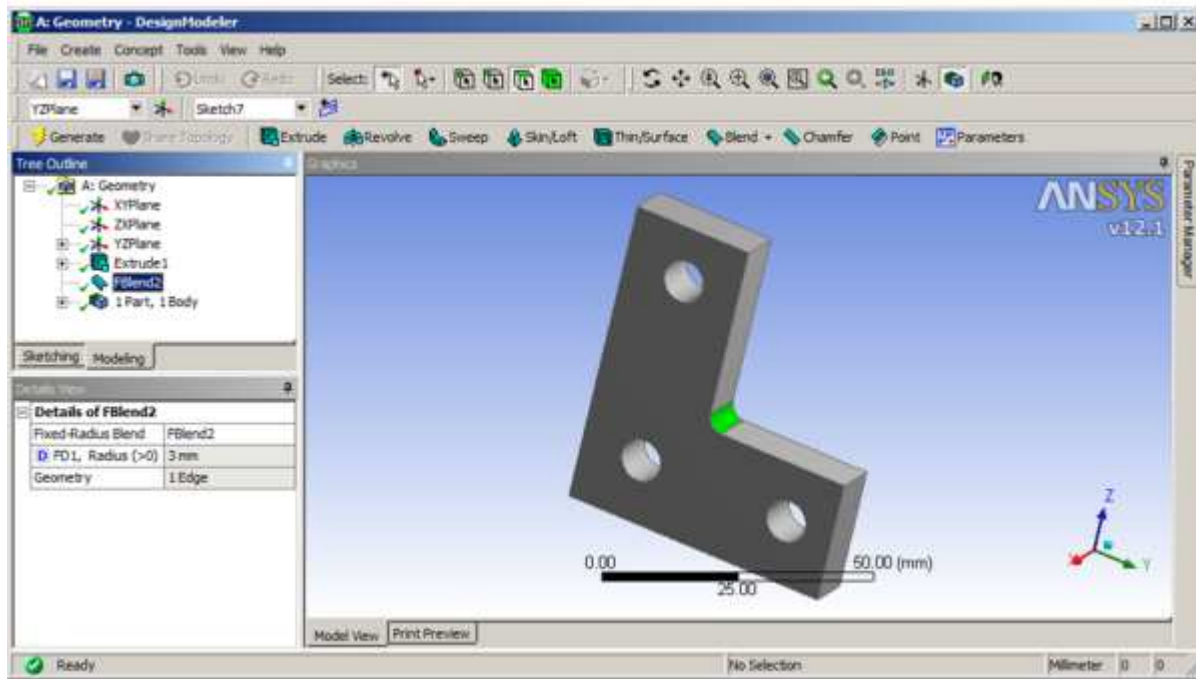 A: Geometry - DesignModeler
File Create Concept Tools View Help
Undo Redo Select:
YZPlane Sketch7
Generate Share Topology Extrude Revolve Sweep Skin/Loft Thin/Surface Blend Chamfer Point Parameters
Tree Outline
Graphics
A: Geometry
XYPlane
ZXPlane
YZPlane
Extrude1
FBlend2
1 Part, 1 Body
Sketching Modeling
Details View
Details of FBlend2
Fixed-Radius Blend FBlend2
D FD1, Radius (>0) 3 mm
Geometry 1 Edge
ANSYS
v12.1
Parameter Manager
Z
X
Y
0.00 50.00 (mm)
25.00
Model View Print Preview
Ready No Selection Millimeter 0 0